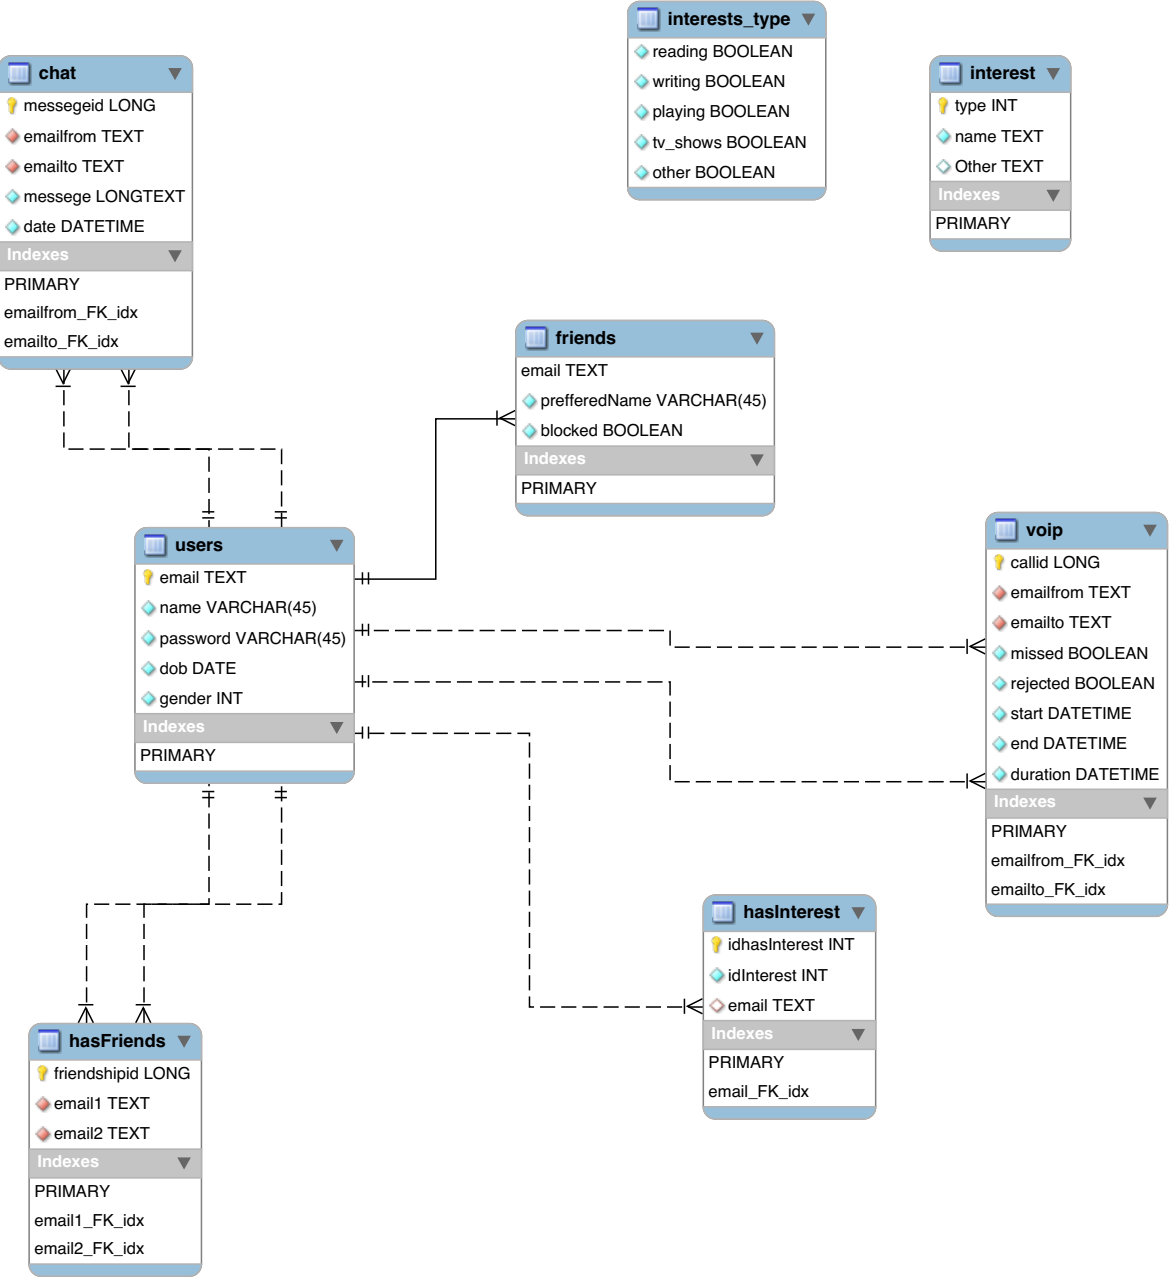 interests_type
reading BOOLEAN
writing BOOLEAN
playing BOOLEAN
tv_shows BOOLEAN
other BOOLEAN
chat
messegeid LONG
emailfrom TEXT
emailto TEXT
messege LONGTEXT
date DATETIME
Indexes
PRIMARY
emailfrom_FK_idx
emailto_FK_idx
interest
type INT
name TEXT
Other TEXT
Indexes
PRIMARY
friends
email TEXT
prefferedName VARCHAR(45)
blocked BOOLEAN
Indexes
PRIMARY
users
email TEXT
name VARCHAR(45)
password VARCHAR(45)
dob DATE
gender INT
Indexes
PRIMARY
voip
callid LONG
emailfrom TEXT
emailto TEXT
missed BOOLEAN
rejected BOOLEAN
start DATETIME
end DATETIME
duration DATETIME
Indexes
PRIMARY
emailfrom_FK_idx
emailto_FK_idx
hasInterest
idhasInterest INT
idInterest INT
email TEXT
Indexes
PRIMARY
email_FK_idx
hasFriends
friendshipid LONG
email1 TEXT
email2 TEXT
Indexes
PRIMARY
email1_FK_idx
email2_FK_idx